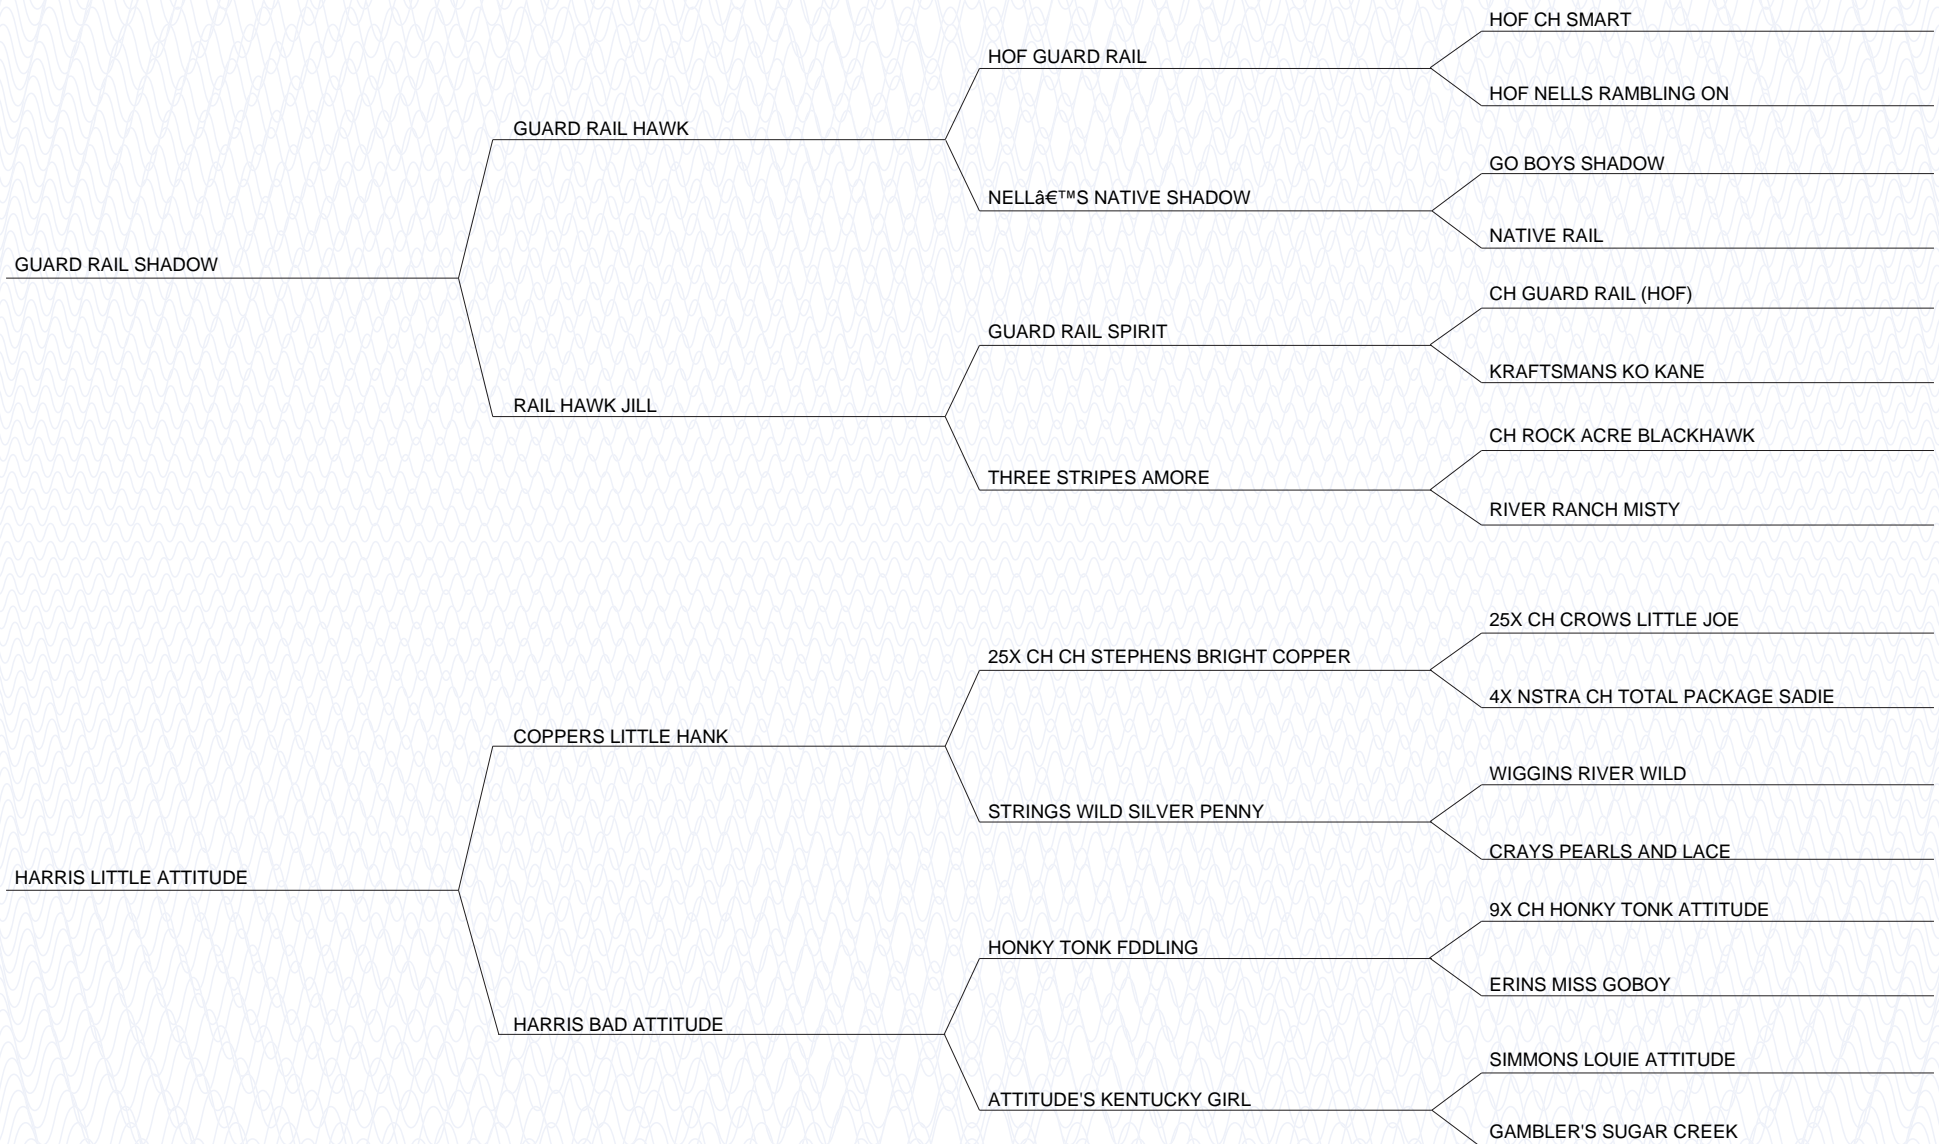 HOF CH SMART
HOF GUARD RAIL
HOF NELLS RAMBLING ON
GUARD RAIL HAWK
GO BOYS SHADOW
NELLâ€™S NATIVE SHADOW
NATIVE RAIL
GUARD RAIL SHADOW
CH GUARD RAIL (HOF)
GUARD RAIL SPIRIT
KRAFTSMANS KO KANE
RAIL HAWK JILL
CH ROCK ACRE BLACKHAWK
THREE STRIPES AMORE
RIVER RANCH MISTY
25X CH CROWS LITTLE JOE
25X CH CH STEPHENS BRIGHT COPPER
4X NSTRA CH TOTAL PACKAGE SADIE
COPPERS LITTLE HANK
WIGGINS RIVER WILD
STRINGS WILD SILVER PENNY
CRAYS PEARLS AND LACE
HARRIS LITTLE ATTITUDE
9X CH HONKY TONK ATTITUDE
HONKY TONK FDDLING
ERINS MISS GOBOY
HARRIS BAD ATTITUDE
SIMMONS LOUIE ATTITUDE
ATTITUDE'S KENTUCKY GIRL
GAMBLER'S SUGAR CREEK